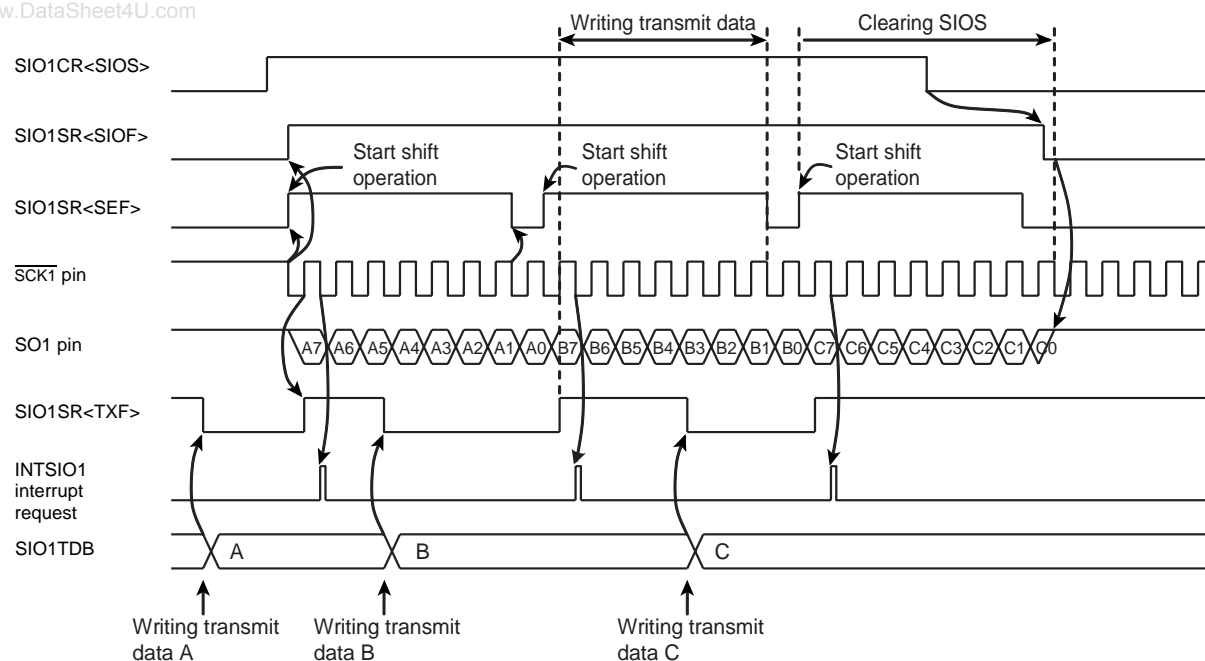 w.DataSheet4U.com
Writing transmit data
Clearing SIOS
SIO1CR<SIOS>
SIO1SR<SIOF>
Start shift
operation
Start shift
operation
Start shift
operation
SIO1SR<SEF>
SCK1 pin
SO1 pin
A7 A6 A5 A4 A3 A2 A1 A0 B7 B6 B5 B4 B3 B2 B1 B0 C7 C6 C5 C4 C3 C2 C1 C0
SIO1SR<TXF>
INTSIO1
interrupt
request
SIO1TDB
A
B
C
Writing transmit
data A
Writing transmit
data B
Writing transmit
data C